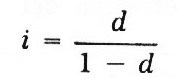 i = d / (1 - d)